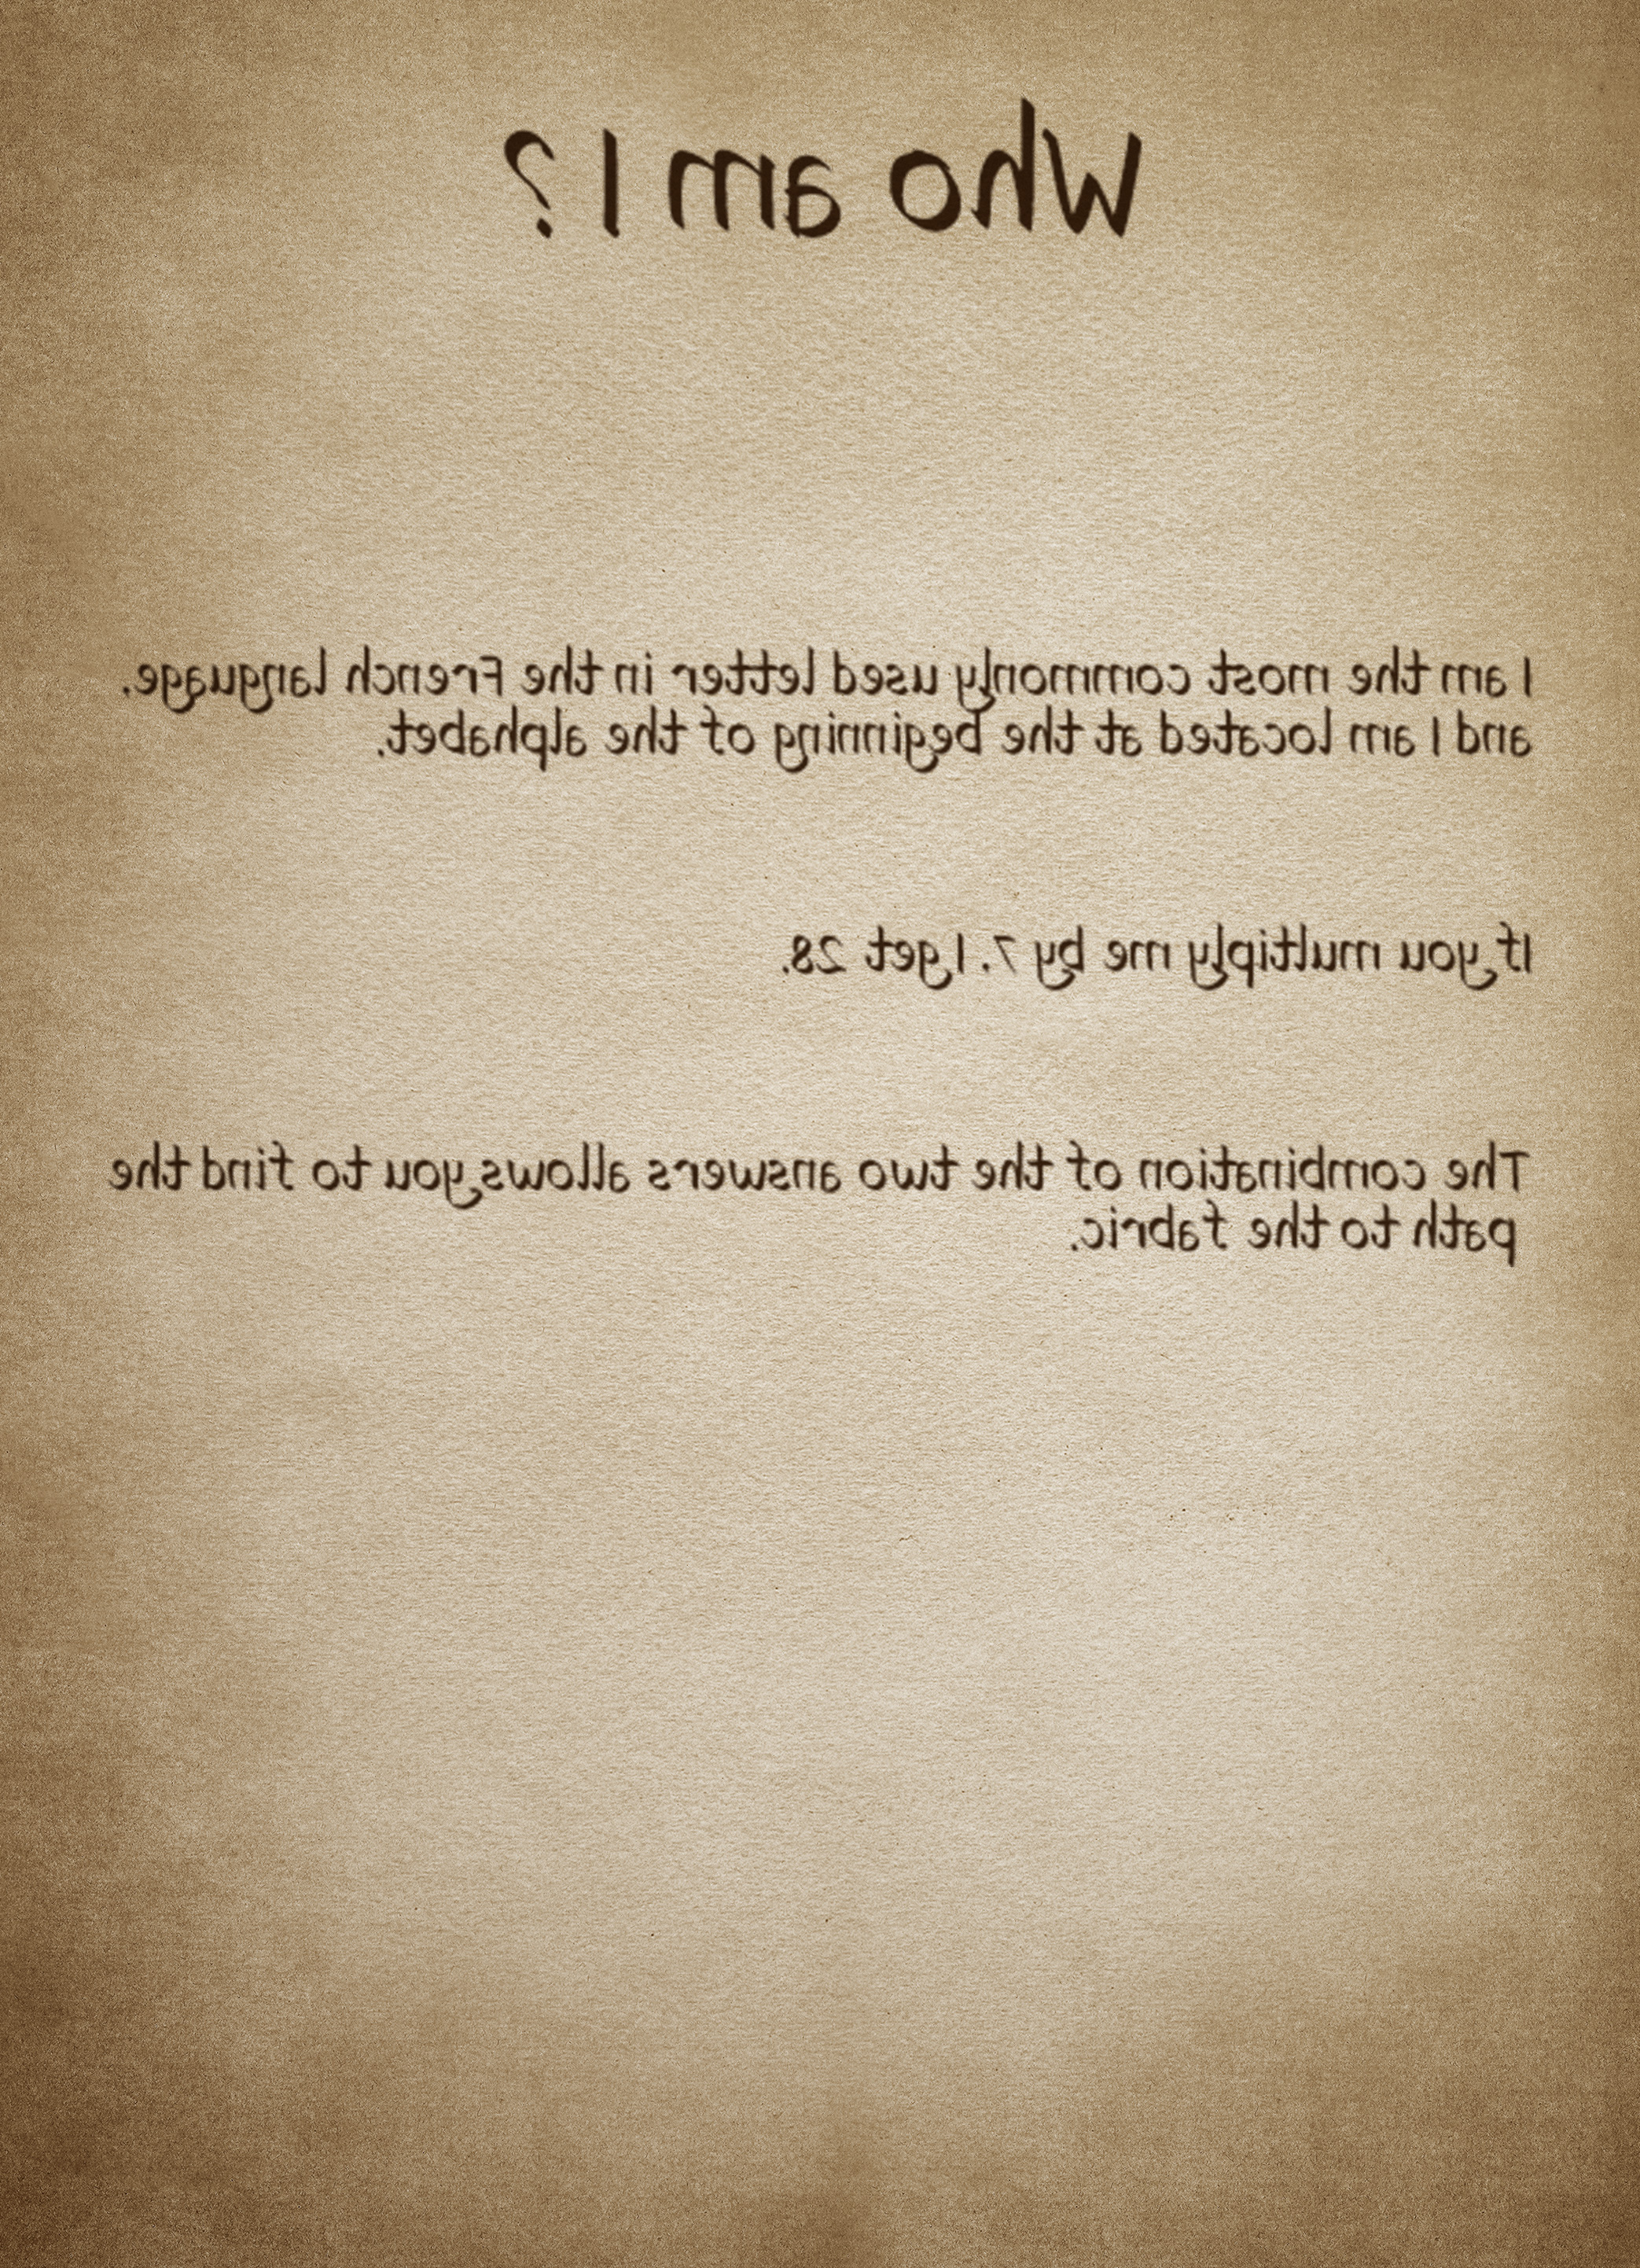 Who am I?
I am the most commonly used letter in the French language.
and I am located at the beginning of the alphabet.
If you multiply me by 7. I get 28.
The combination of the two answers allows you to find the
path to the fabric.